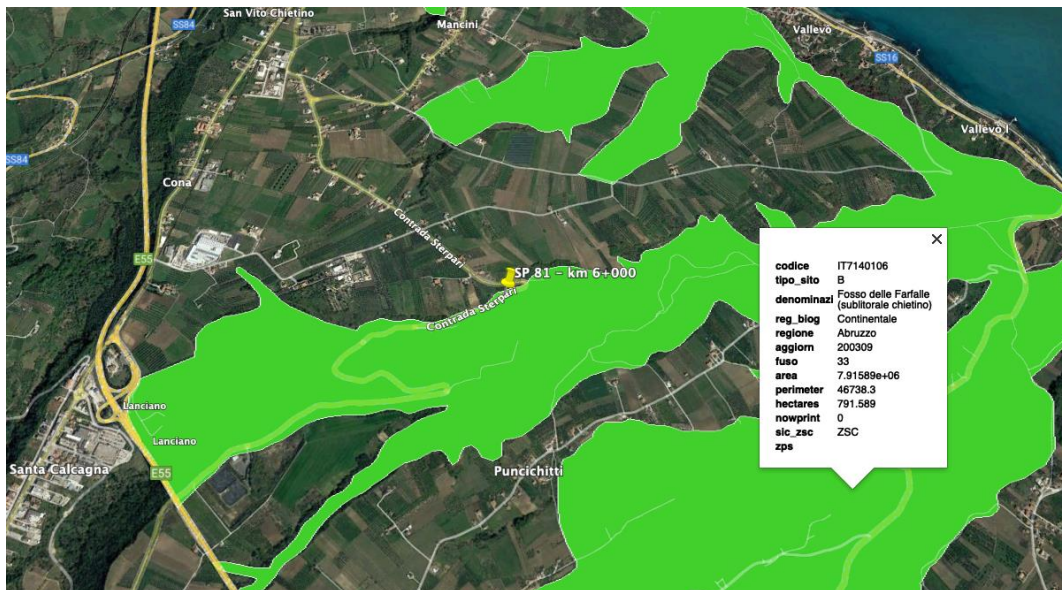 San Vito Chietino
Mancini
Vallevò
SS84
SS16
SS84
Vallevò I
Cona
Contrada Sterpari
E55
SP 81 – km 6+000
Contrada Sterpari
codice IT7140106
tipo_sito B
denominazi Fosso delle Farfalle
(sublitorale chietino)
reg_biog Continentale
regione Abruzzo
aggiorn 200309
fuso 33
area 7.91589e+06
perimeter 46738.3
hectares 791.589
nowprint 0
sic_zsc ZSC
zps
Lanciano
Lanciano
Santa Calcagna
E55
Puncichitti